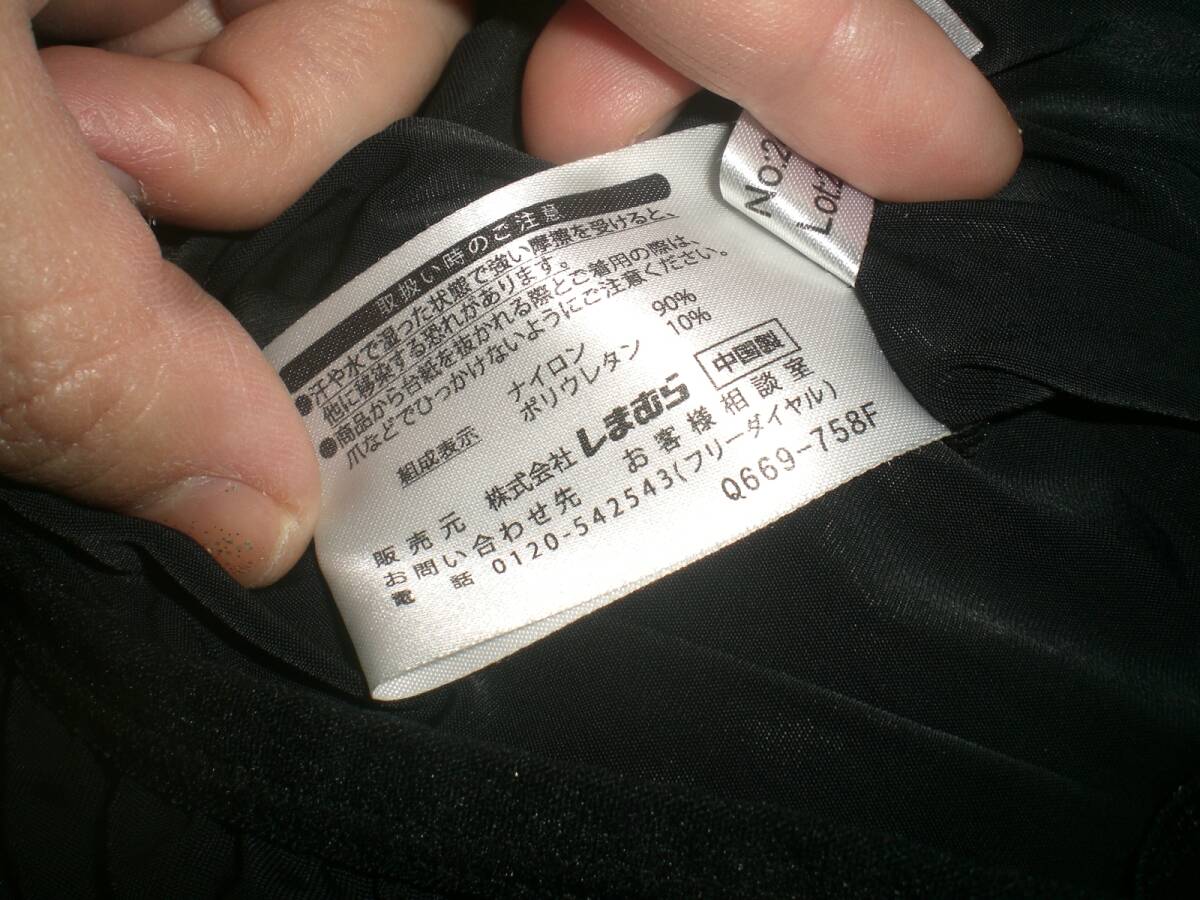 取扱い時のご注意
●汗や水で湿った状態で強い摩擦を受けると、
他に移染する恐れがあります。
●商品から台紙を抜かれる際とご着用の際は、
爪などでひっかけないようにご注意ください。
組成表示 ナイロン 90%
ポリウレタン 10%
中国製
販売元 株式会社 しまむら
お問い合わせ先 お客様相談室
電話 0120-542543(フリーダイヤル)
Q669-758F
No:2
Lot:2